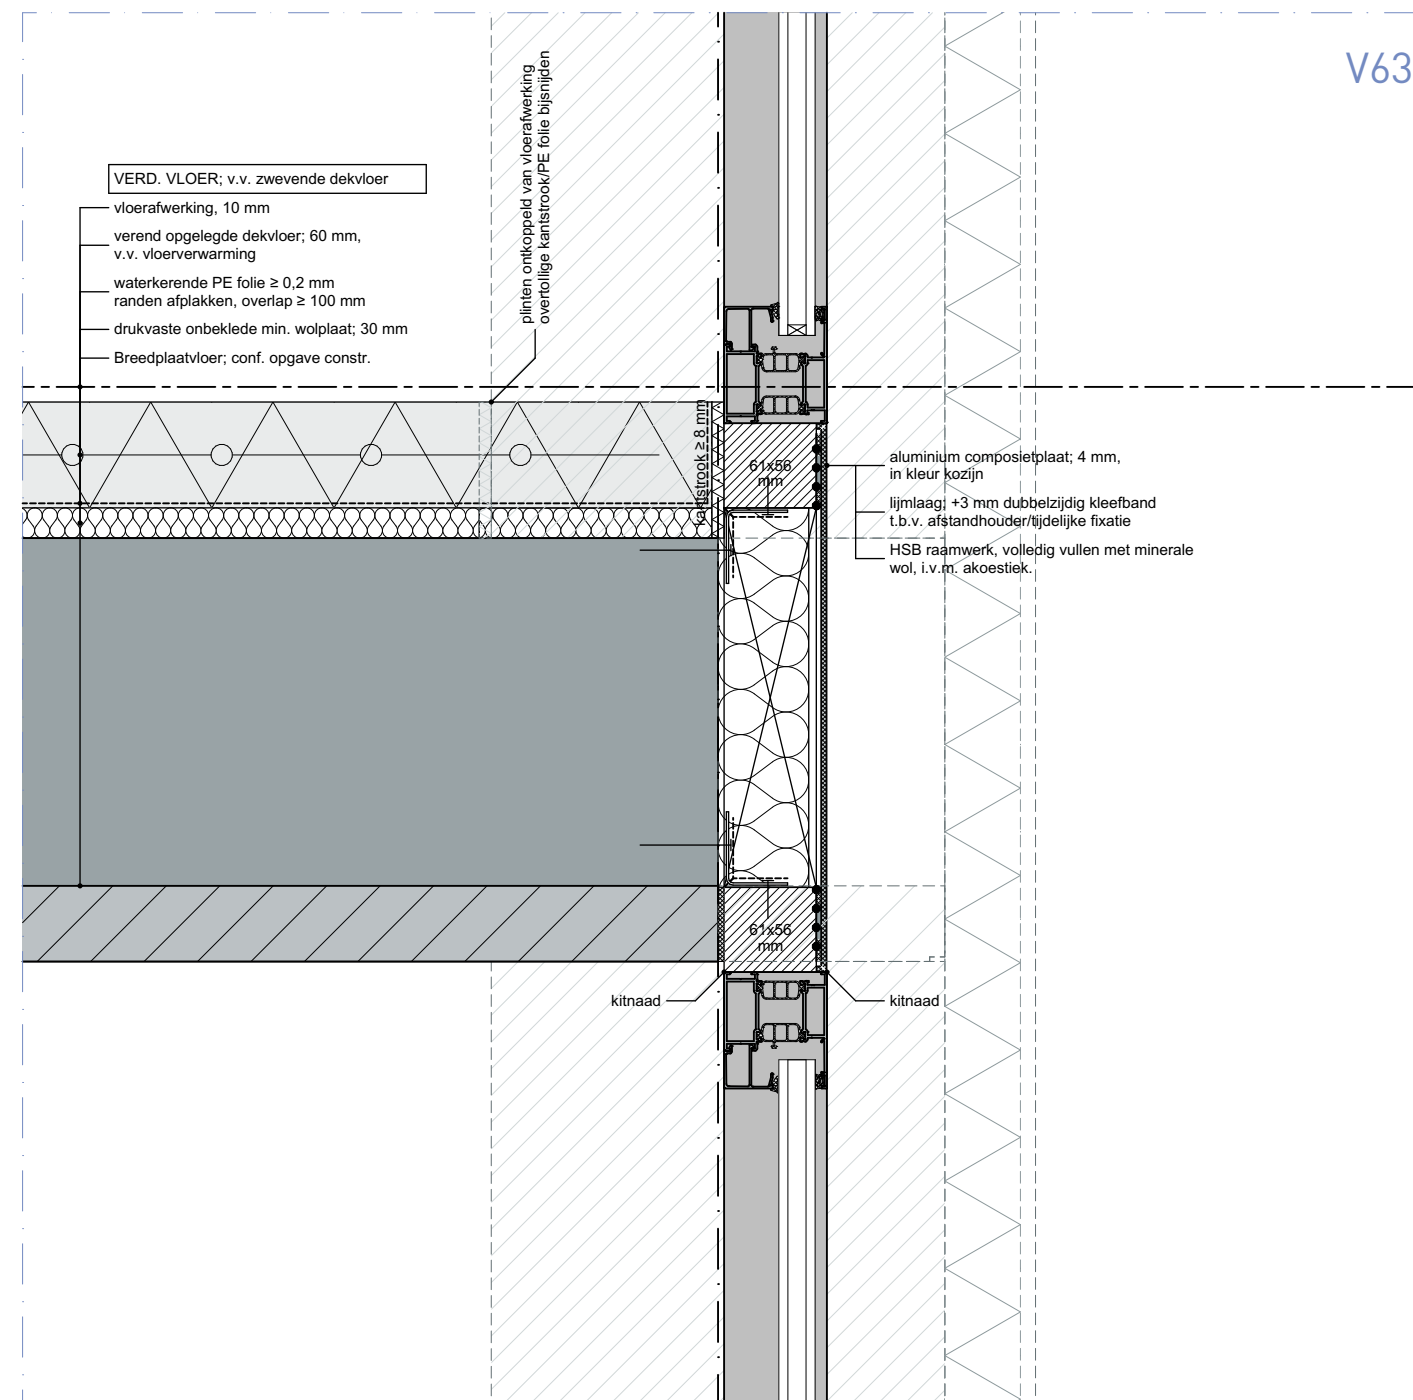 V63
plinten ontkoppeld van vloerafwerking
overtollige kantstrook/PE folie bijsnijden
VERD. VLOER; v.v. zwevende dekvloer
vloerafwerking, 10 mm
verend opgelegde dekvloer; 60 mm,
v.v. vloerverwarming
waterkerende PE folie ≥ 0,2 mm
randen afplakken, overlap ≥ 100 mm
drukvaste onbeklede min. wolplaat; 30 mm
Breedplaatvloer; conf. opgave constr.
kantstrook ≥ 8 mm
61x56
mm
aluminium composietplaat; 4 mm,
in kleur kozijn
lijmlaag; +3 mm dubbelzijdig kleefband
t.b.v. afstandhouder/tijdelijke fixatie
HSB raamwerk, volledig vullen met minerale
wol, i.v.m. akoestiek.
61x56
mm
kitnaad
kitnaad